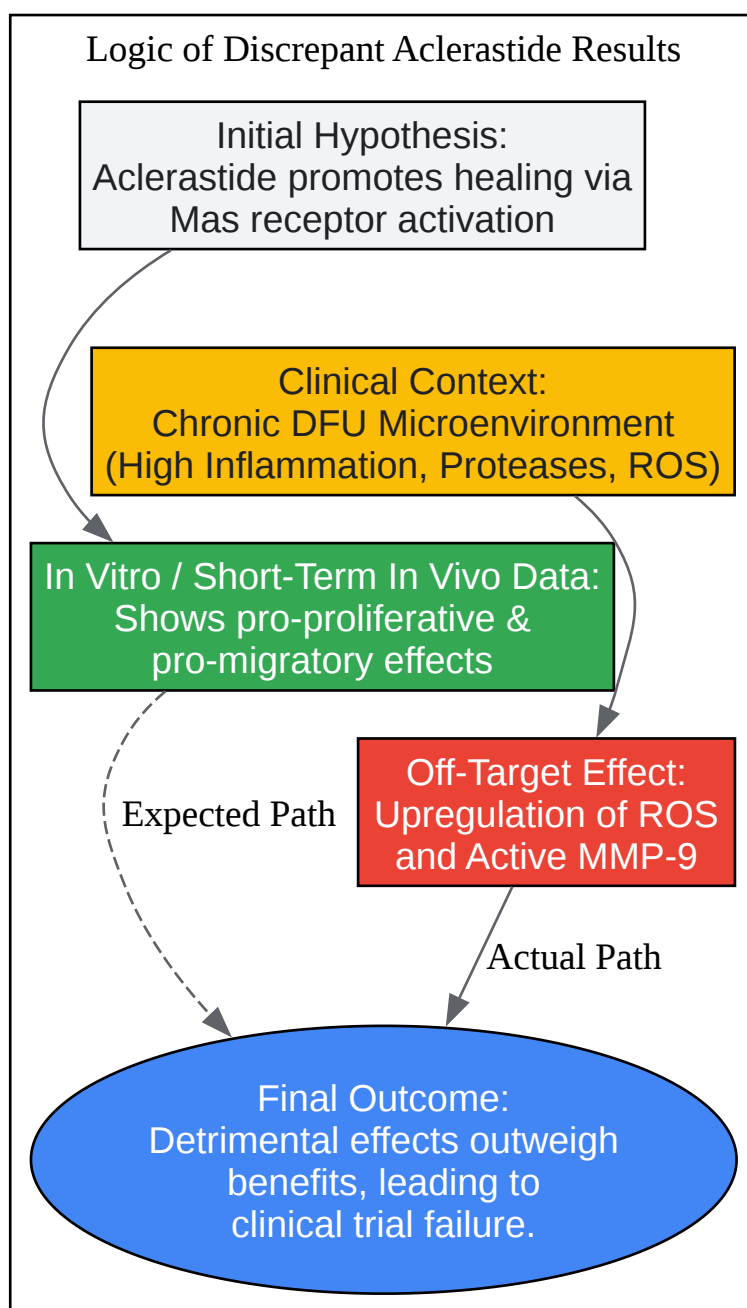 Logic of Discrepant Aclerastide Results
Initial Hypothesis:
Aclerastide promotes healing via
Mas receptor activation
Clinical Context:
Chronic DFU Microenvironment
(High Inflammation, Proteases, ROS)
In Vitro / Short-Term In Vivo Data:
Shows pro-proliferative &
pro-migratory effects
Off-Target Effect:
Upregulation of ROS
and Active MMP-9
Expected Path
Actual Path
Final Outcome:
Detrimental effects outweigh
benefits, leading to
clinical trial failure.